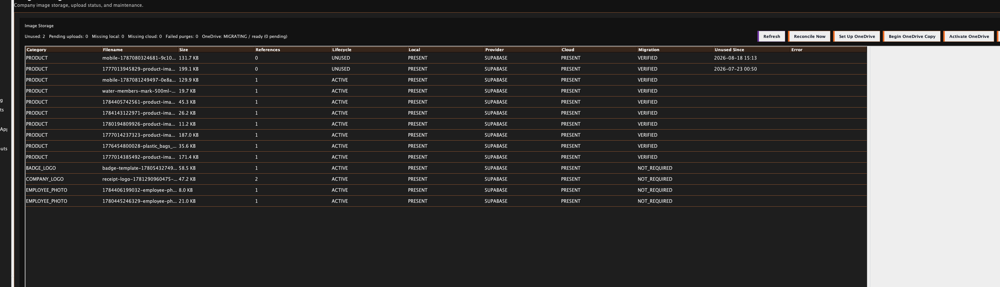 Company image storage, upload status, and maintenance.
Image Storage
Unused: 2 Pending uploads: 0 Missing local: 0 Missing cloud: 0 Failed purges: 0 OneDrive: MIGRATING / ready (0 pending)
Refresh Reconcile Now Set Up OneDrive Begin OneDrive Copy Activate OneDrive
Category Filename Size References Lifecycle Local Provider Cloud Migration Unused Since Error
PRODUCT mobile-1787080324681-9c10... 131.7 KB 0 UNUSED PRESENT SUPABASE PRESENT VERIFIED 2026-08-18 15:13
PRODUCT 1777013945829-product-ima... 199.1 KB 0 UNUSED PRESENT SUPABASE PRESENT VERIFIED 2026-07-23 00:50
PRODUCT mobile-1787081249497-0e8a... 129.9 KB 1 ACTIVE PRESENT SUPABASE PRESENT VERIFIED
PRODUCT water-members-mark-500ml-... 19.7 KB 1 ACTIVE PRESENT SUPABASE PRESENT VERIFIED
g
PRODUCT 1784405742561-product-ima... 45.3 KB 1 ACTIVE PRESENT SUPABASE PRESENT VERIFIED
ts
PRODUCT 1784143122971-product-ima... 26.2 KB 1 ACTIVE PRESENT SUPABASE PRESENT VERIFIED
PRODUCT 1780194809926-product-ima... 11.2 KB 1 ACTIVE PRESENT SUPABASE PRESENT VERIFIED
App
PRODUCT 1777014237323-product-ima... 187.0 KB 1 ACTIVE PRESENT SUPABASE PRESENT VERIFIED
PRODUCT 1776454800028-plastic_bags_... 35.6 KB 1 ACTIVE PRESENT SUPABASE PRESENT VERIFIED
outs
PRODUCT 1777014385492-product-ima... 171.4 KB 1 ACTIVE PRESENT SUPABASE PRESENT VERIFIED
BADGE_LOGO badge-template-17805432749... 58.5 KB 1 ACTIVE PRESENT SUPABASE PRESENT NOT_REQUIRED
COMPANY_LOGO receipt-logo-1781290960475-... 47.2 KB 2 ACTIVE PRESENT SUPABASE PRESENT NOT_REQUIRED
EMPLOYEE_PHOTO 1784406199032-employee-ph... 8.0 KB 1 ACTIVE PRESENT SUPABASE PRESENT NOT_REQUIRED
EMPLOYEE_PHOTO 1780445246329-employee-ph... 21.0 KB 1 ACTIVE PRESENT SUPABASE PRESENT NOT_REQUIRED